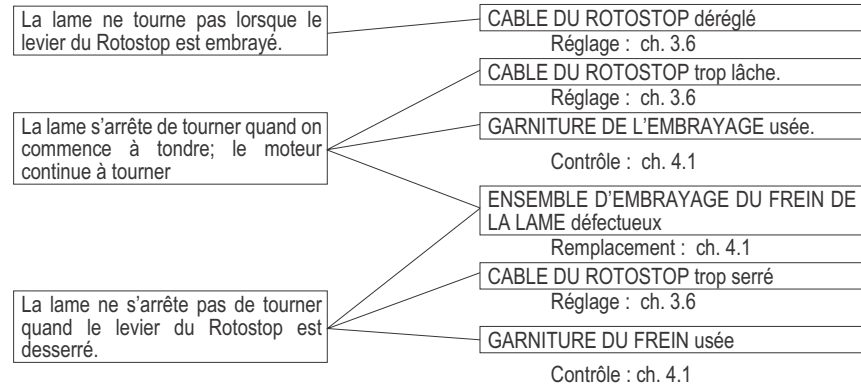 La lame ne tourne pas lorsque le
levier du Rotostop est embrayé.
CABLE DU ROTOSTOP déréglé
Réglage : ch. 3.6
La lame s’arrête de tourner quand on
commence à tondre; le moteur
continue à tourner
CABLE DU ROTOSTOP trop lâche.
Réglage : ch. 3.6
GARNITURE DE L’EMBRAYAGE usée.
Contrôle : ch. 4.1
ENSEMBLE D’EMBRAYAGE DU FREIN DE
LA LAME défectueux
Remplacement : ch. 4.1
La lame ne s’arrête pas de tourner
quand le levier du Rotostop est
desserré.
CABLE DU ROTOSTOP trop serré
Réglage : ch. 3.6
GARNITURE DU FREIN usée
Contrôle : ch. 4.1